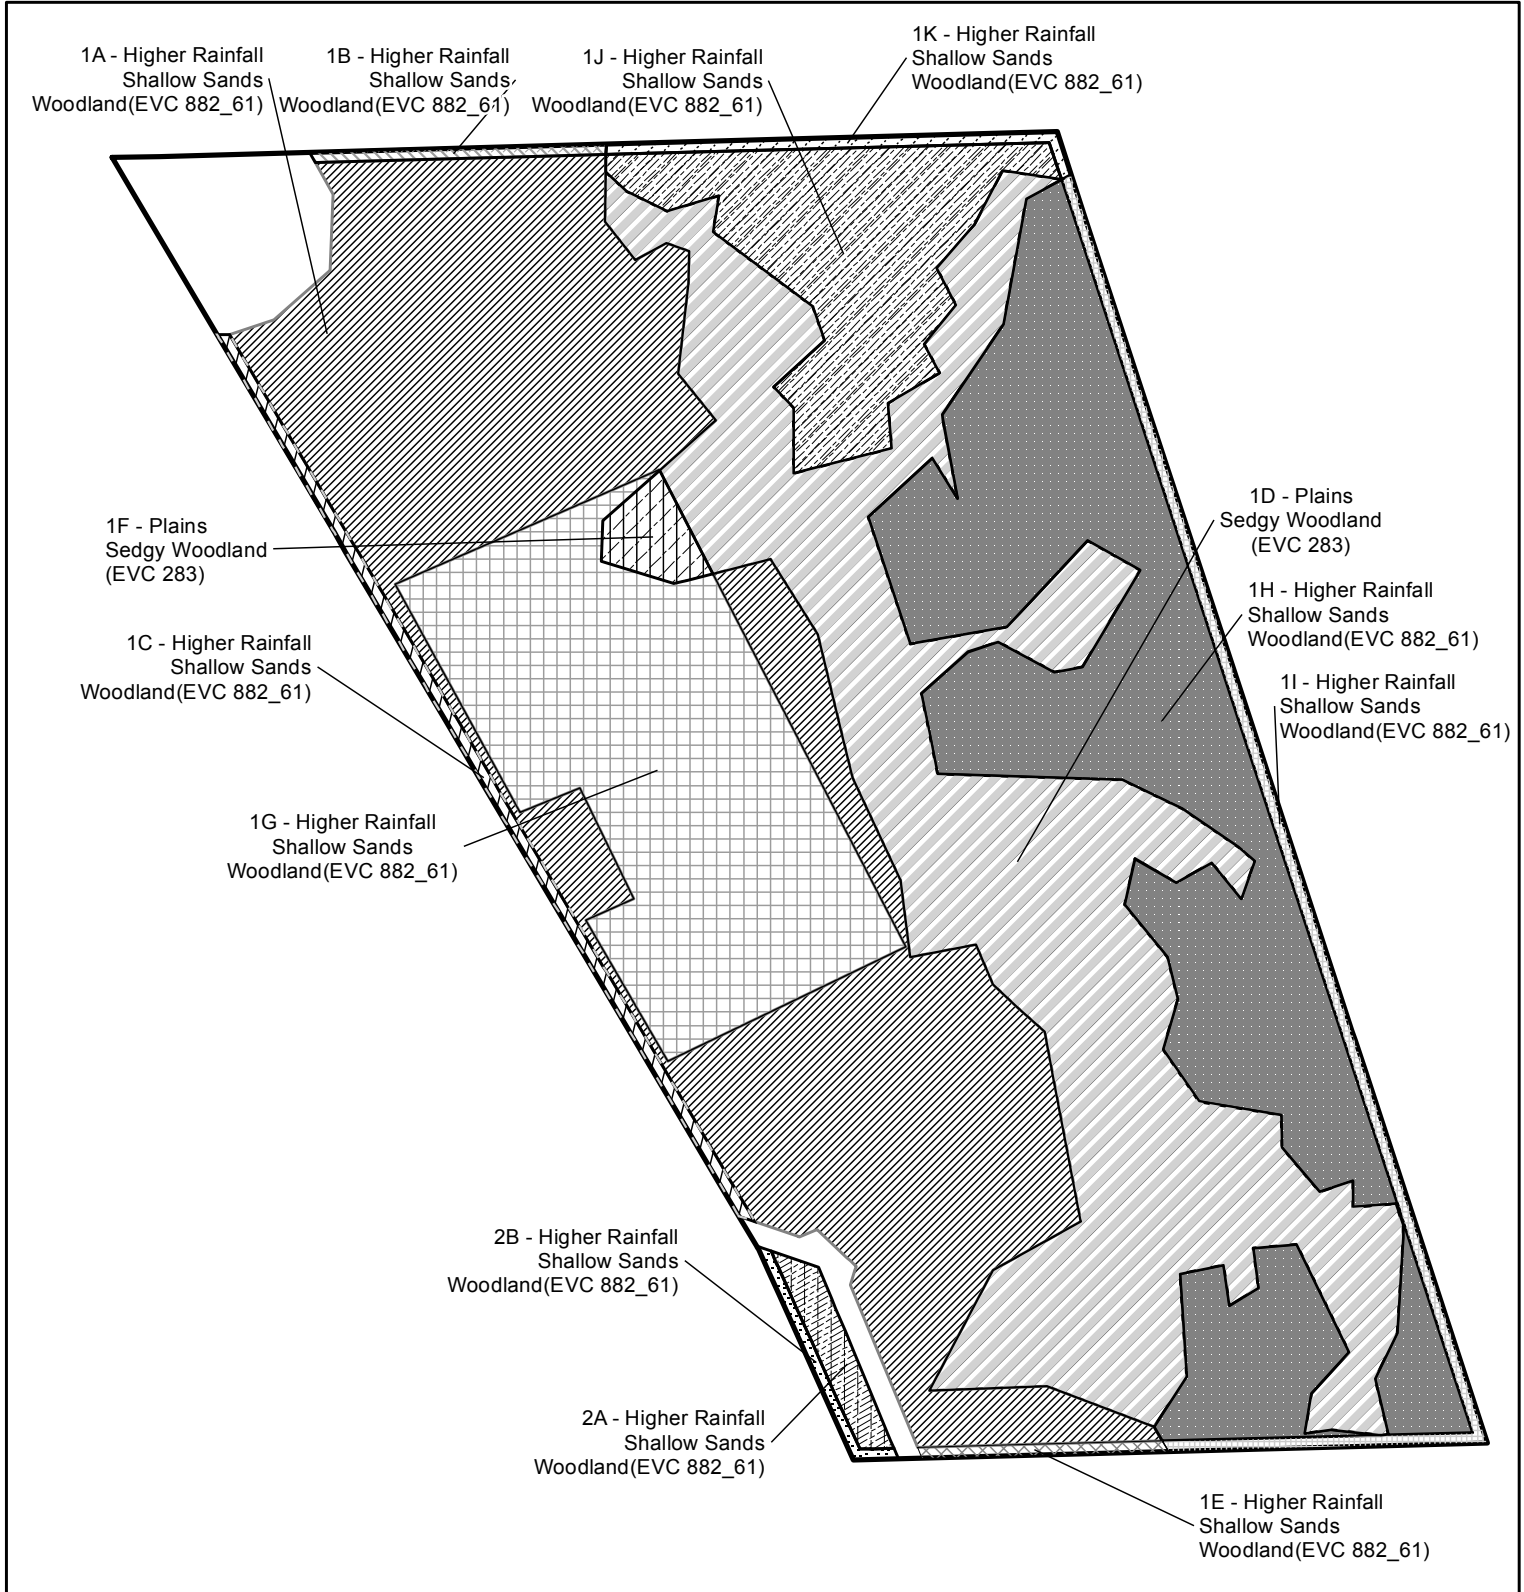 1A - Higher Rainfall
Shallow Sands
Woodland(EVC 882_61)
1B - Higher Rainfall
Shallow Sands
Woodland(EVC 882_61)
1J - Higher Rainfall
Shallow Sands
Woodland(EVC 882_61)
1K - Higher Rainfall
Shallow Sands
Woodland(EVC 882_61)
1F - Plains
Sedgy Woodland
(EVC 283)
1D - Plains
Sedgy Woodland
(EVC 283)
1H - Higher Rainfall
Shallow Sands
Woodland(EVC 882_61)
1C - Higher Rainfall
Shallow Sands
Woodland(EVC 882_61)
1I - Higher Rainfall
Shallow Sands
Woodland(EVC 882_61)
1G - Higher Rainfall
Shallow Sands
Woodland(EVC 882_61)
2B - Higher Rainfall
Shallow Sands
Woodland(EVC 882_61)
2A - Higher Rainfall
Shallow Sands
Woodland(EVC 882_61)
1E - Higher Rainfall
Shallow Sands
Woodland(EVC 882_61)